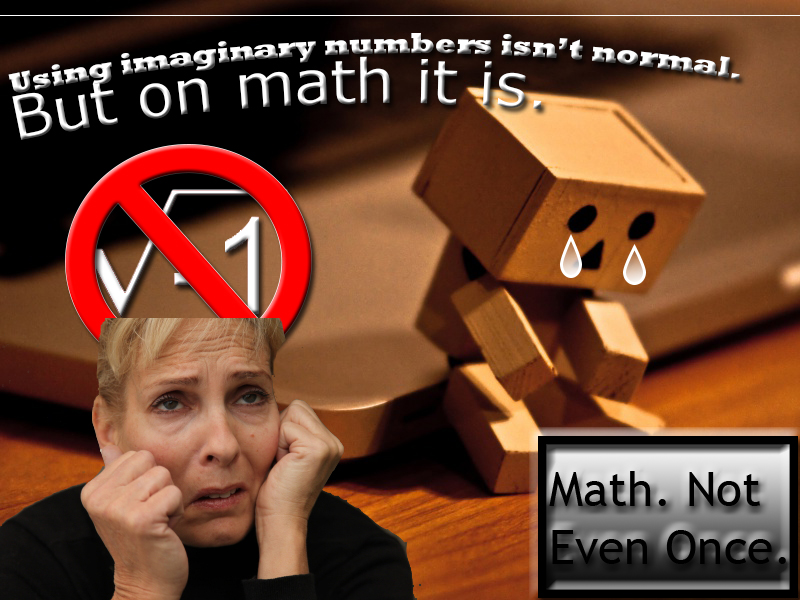 Using imaginary numbers isn't normal.
But on math it is.
√-1
Math. Not
Even Once.